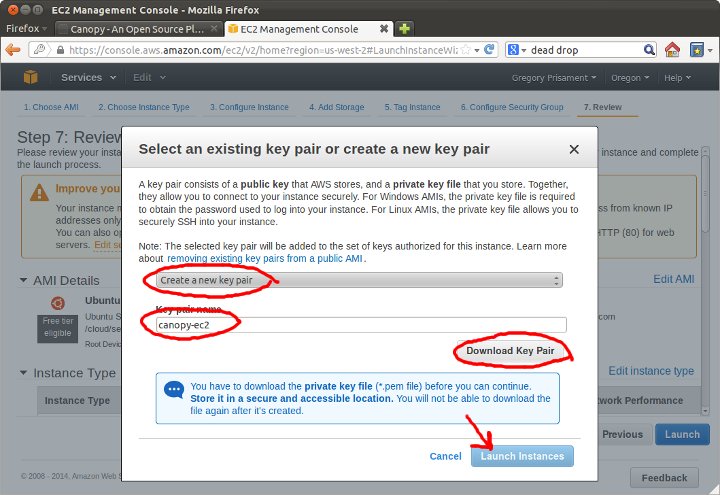 EC2 Management Console - Mozilla Firefox
Firefox Canopy - An Open Source Pl... EC2 Management Console
https://console.aws.amazon.com/ec2/v2/home?region=us-west-2#LaunchInstanceWiz dead drop
Services Edit Gregory Prisament Oregon Help
1. Choose AMI 2. Choose Instance Type 3. Configure Instance 4. Add Storage 5. Tag Instance 6. Configure Security Group 7. Review
Step 7: Review
Please review your insta instance and complete
the launch process.
Improve you
Your instance m ss from known IP
addresses only.
You can also op HTTP (80) for web
servers. Edit se
AMI Details Edit AMI
Ubuntu
Free tier
eligible
Ubuntu S com
/cloud/se
Root Devic
Instance Type Edit instance type
Instance Type work Performance
Select an existing key pair or create a new key pair
A key pair consists of a public key that AWS stores, and a private key file that you store. Together,
they allow you to connect to your instance securely. For Windows AMIs, the private key file is required
to obtain the password used to log into your instance. For Linux AMIs, the private key file allows you to
securely SSH into your instance.
Note: The selected key pair will be added to the set of keys authorized for this instance. Learn more
about removing existing key pairs from a public AMI.
Create a new key pair
Key pair name
canopy-ec2
Download Key Pair
You have to download the private key file (*.pem file) before you can continue.
Store it in a secure and accessible location. You will not be able to download the
file again after it's created.
Cancel Launch Instances
Previous Launch
© 2008 - 2014, Amazon Web S
Feedback